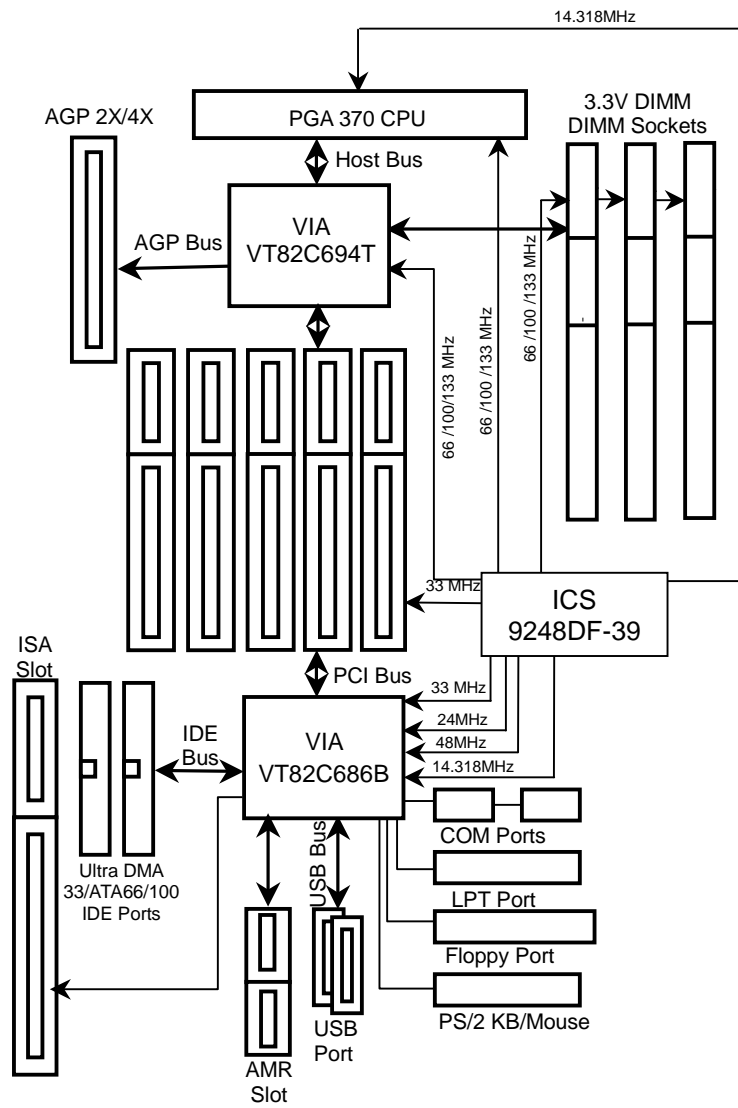 14.318MHz
AGP 2X/4X
PGA 370 CPU
3.3V DIMM
DIMM Sockets
Host Bus
VIA
VT82C694T
AGP Bus
66 /100/133 MHz
66 /100 /133 MHz
66 /100 /133 MHz
33 MHz
ICS
9248DF-39
ISA
Slot
PCI Bus
33 MHz
24MHz
48MHz
14.318MHz
IDE
Bus
VIA
VT82C686B
COM Ports
Ultra DMA
33/ATA66/100
IDE Ports
USB Bus
LPT Port
Floppy Port
PS/2 KB/Mouse
USB
Port
AMR
Slot